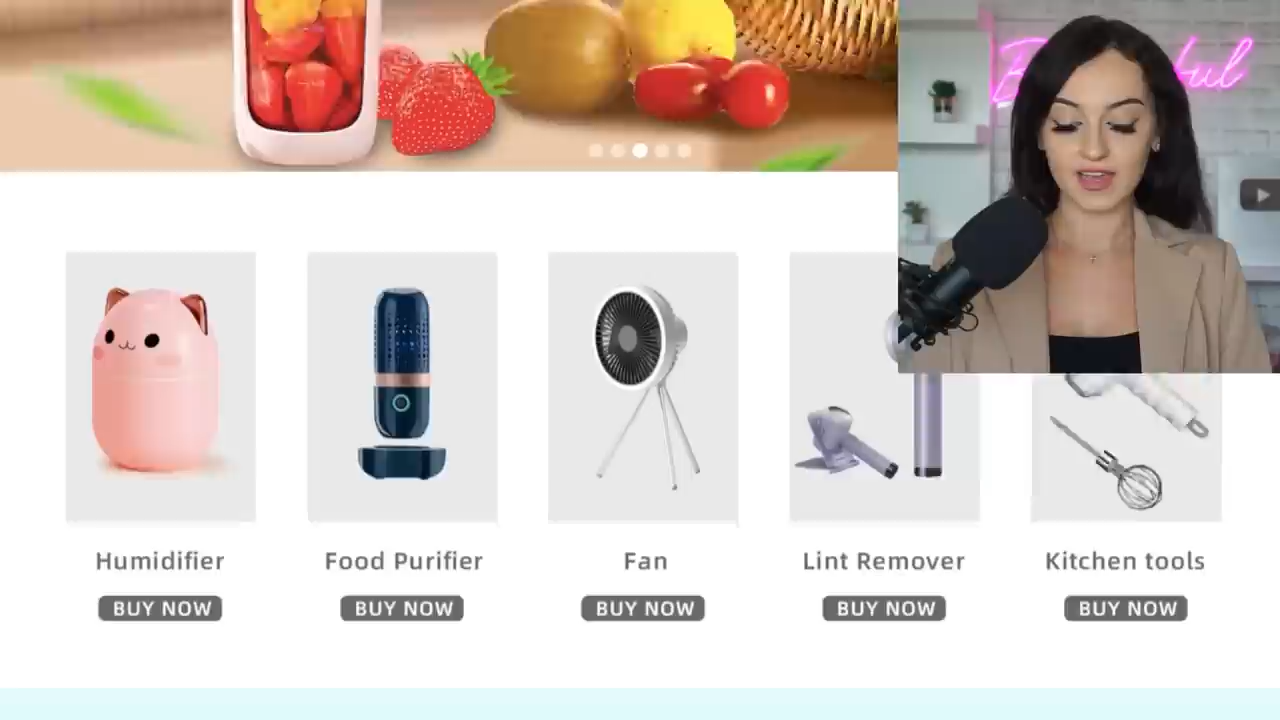 Humidifier
Food Purifier
Fan
Lint Remover
Kitchen tools
BUY NOW
BUY NOW
BUY NOW
BUY NOW
BUY NOW